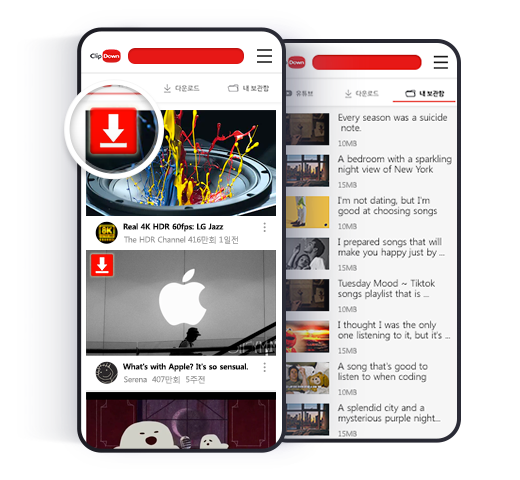 Clip Down
다운로드
내 보관함
Real 4K HDR 60fps: LG Jazz
The HDR Channel 416만회 1일전
What's with Apple? It's so sensual.
Serena 407만회 5주전
Down
유튜브
다운로드
내 보관함
Every season was a suicide
note.
10MB
A bedroom with a sparkling
night view of New York
15MB
I'm not dating, but I'm
good at choosing songs
10MB
I prepared songs that will
make you happy just by ...
15MB
Tuesday Mood ~ Tiktok
songs playlist that is ...
10MB
I thought I was the only
one listening to it, but it's ...
15MB
A song that's good to
listen to when coding
10MB
A splendid city and a
mysterious purple night...
15MB